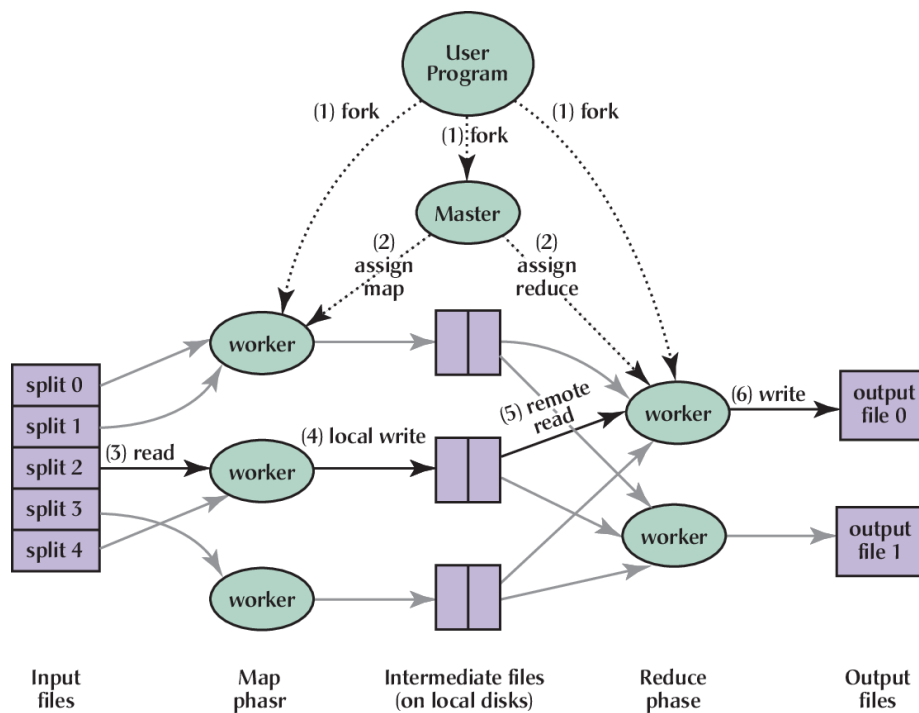 User
Program
(1) fork
(1) fork
(1) fork
Master
(2)
assign
map
(2)
assign
reduce
worker
split 0
split 1
split 2
split 3
split 4
(3) read
worker
(4) local write
(5) remote
read
worker
(6) write
output
file 0
worker
output
file 1
worker
Input
files
Map
phasr
Intermediate files
(on local disks)
Reduce
phase
Output
files